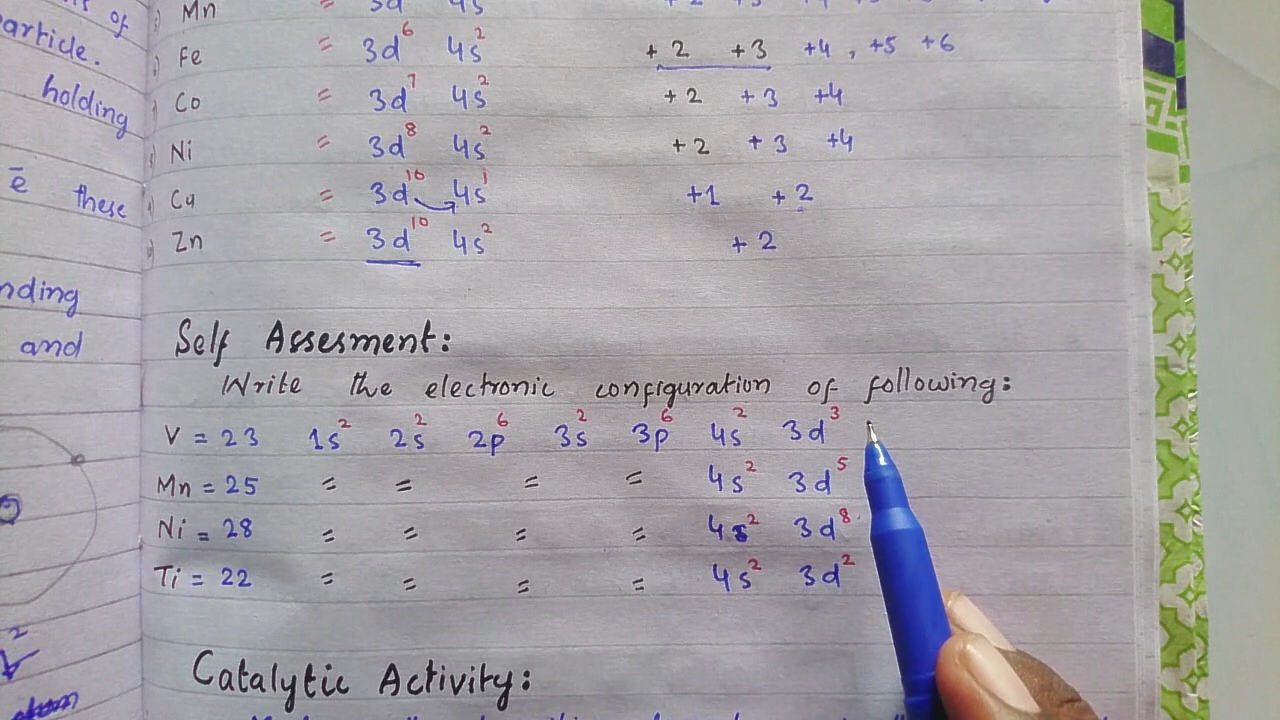 of
article.
holding
ē these
nding
and
Mn = 3d 4s
Fe = 3d⁶ 4s² +2 +3 +4, +5 +6
Co = 3d⁷ 4s² +2 +3 +4
Ni = 3d⁸ 4s² +2 +3 +4
Cu = 3d¹⁰ 4s¹ +1 +2
Zn = 3d¹⁰ 4s² +2
Self Assesment:
Write the electronic configuration of following:
V = 23 1s² 2s² 2p⁶ 3s² 3p⁶ 4s² 3d³
Mn = 25 = = = = 4s² 3d⁵
Ni = 28 = = = = 4s² 3d⁸
Ti = 22 = = = = 4s² 3d²
Catalytic Activity: